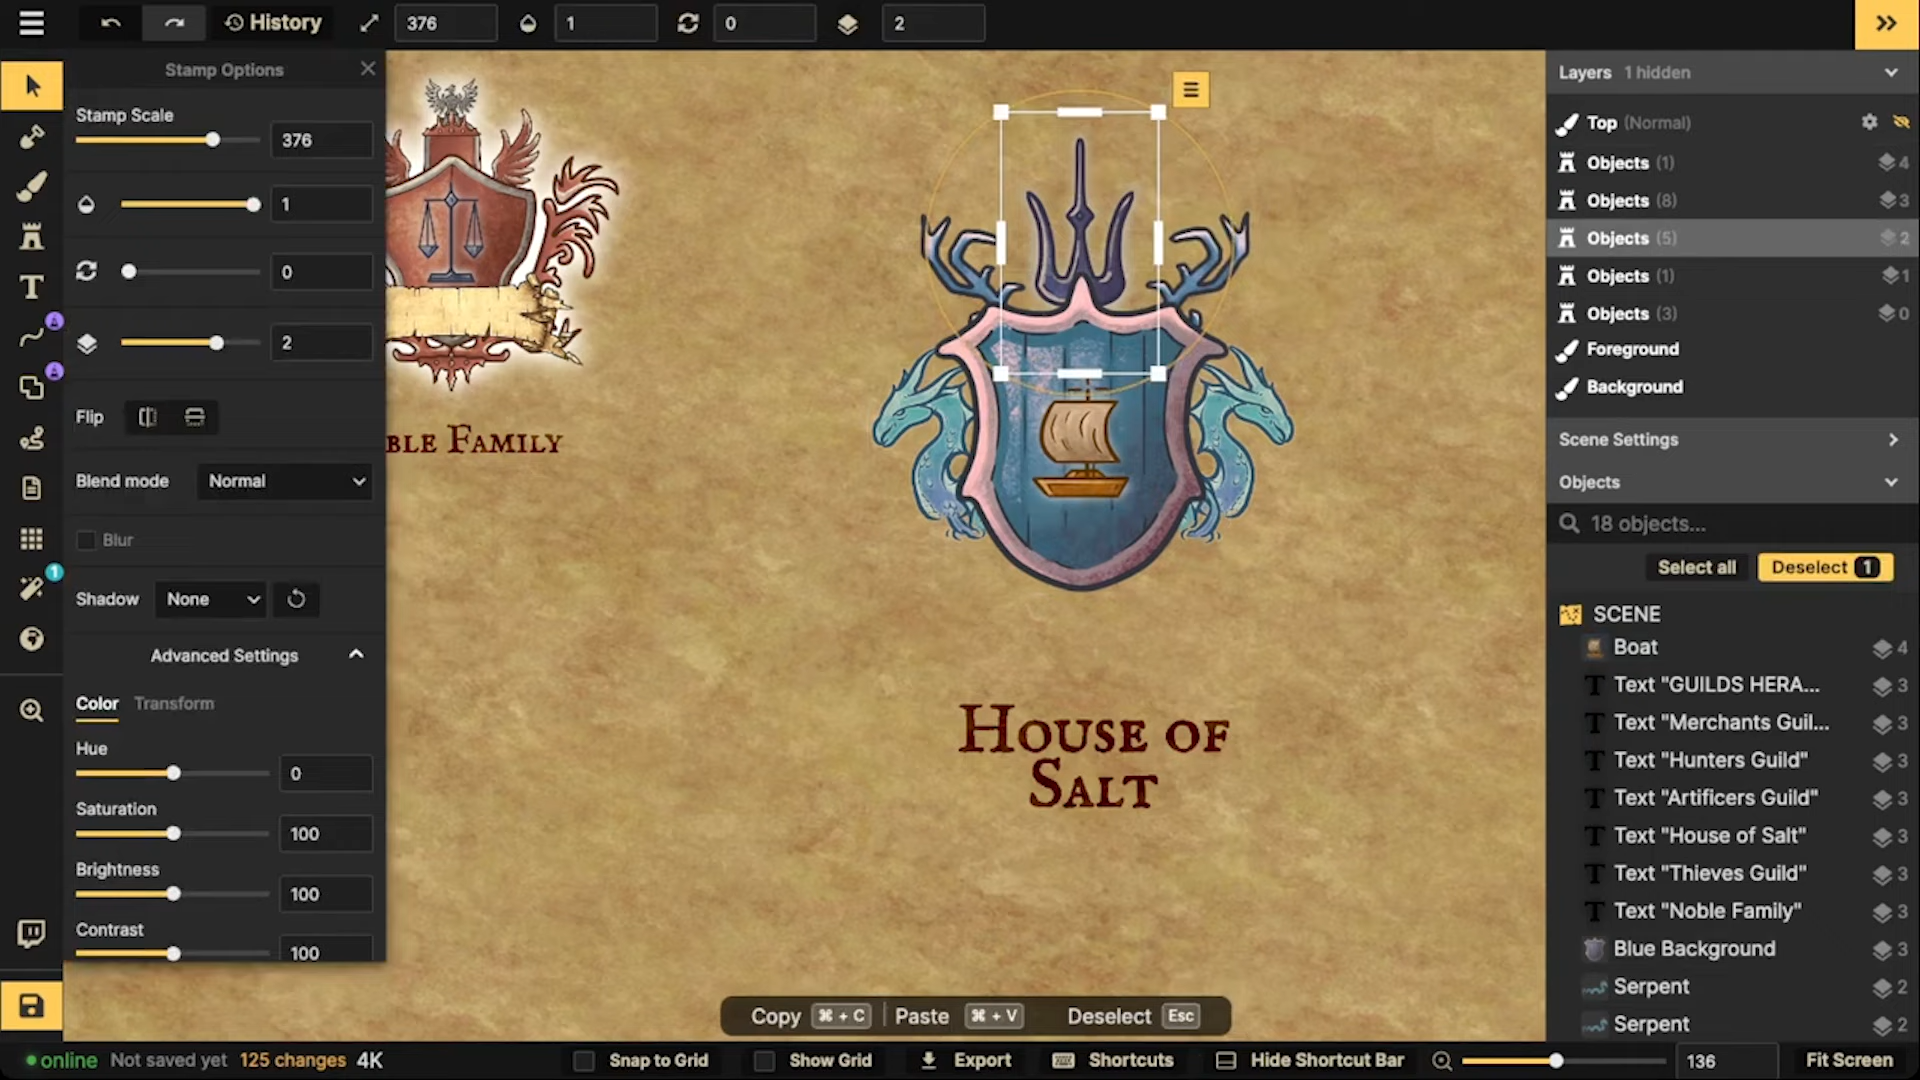 History
376
1
0
2
Stamp Options
Stamp Scale
376
1
0
2
Flip
Blend mode
Normal
Blur
Shadow
None
Advanced Settings
Color
Transform
Hue
0
Saturation
100
Brightness
100
Contrast
100
BLE FAMILY
HOUSE OF
SALT
Layers 1 hidden
Top (Normal)
Objects (1) 4
Objects (8) 3
Objects (5) 2
Objects (1) 1
Objects (3) 0
Foreground
Background
Scene Settings
Objects
18 objects...
Select all
Deselect 1
SCENE
Boat 4
Text "GUILDS HERA... 3
Text "Merchants Guil... 3
Text "Hunters Guild" 3
Text "Artificers Guild" 3
Text "House of Salt" 3
Text "Thieves Guild" 3
Text "Noble Family" 3
Blue Background 3
Serpent 2
Serpent 2
1
Copy ⌘ + C Paste ⌘ + V Deselect Esc
online Not saved yet 125 changes 4K
Snap to Grid
Show Grid
Export
Shortcuts
Hide Shortcut Bar
136
Fit Screen